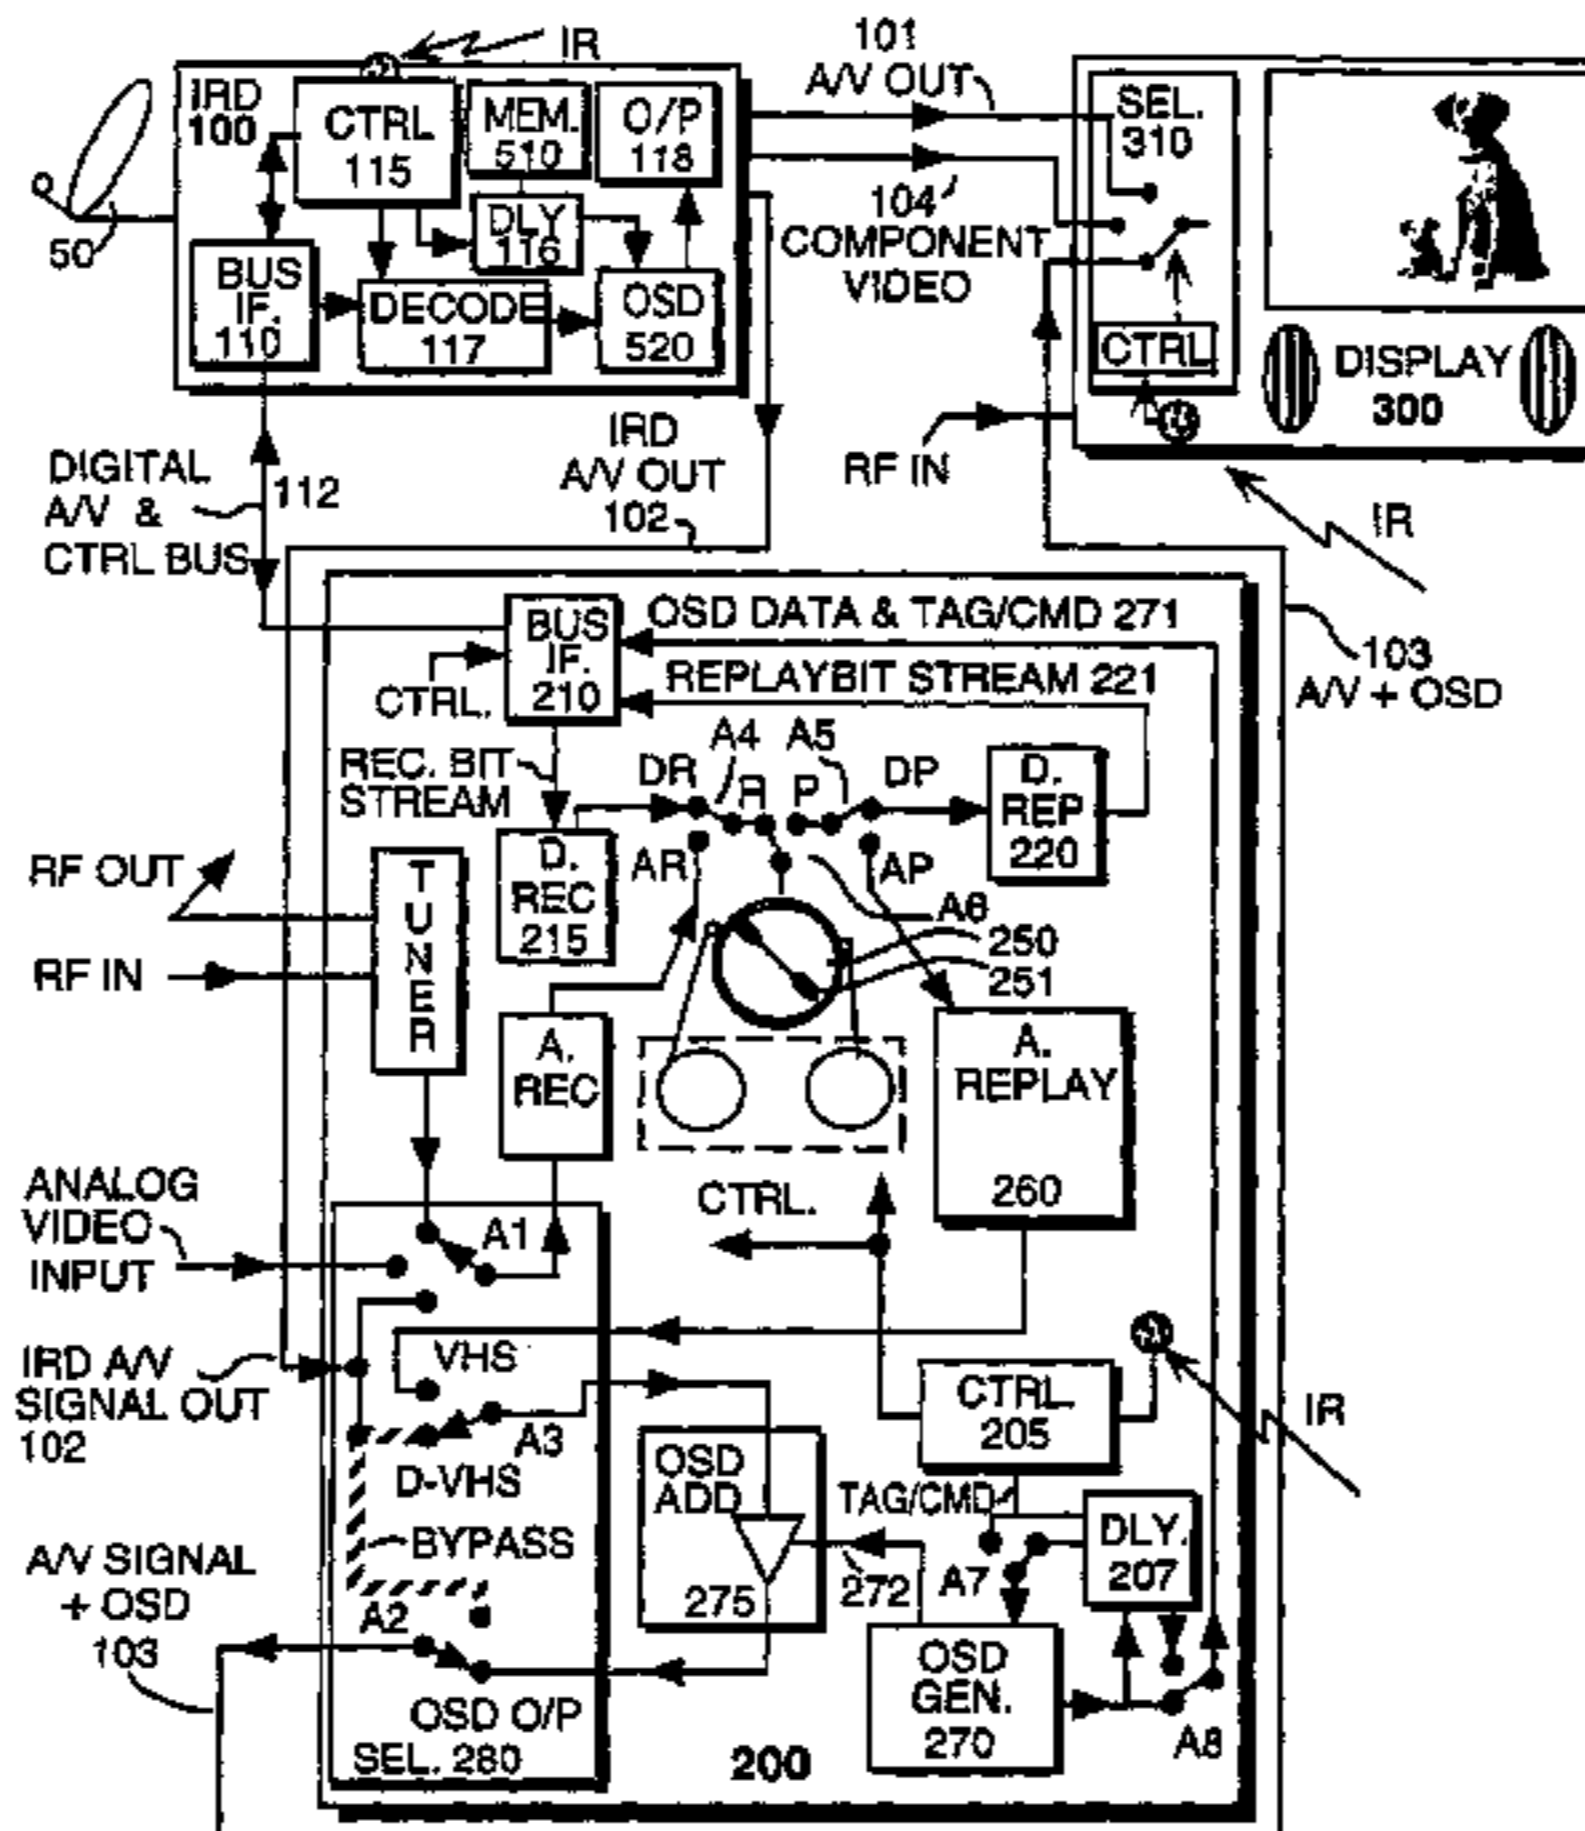 IR
101
A/V OUT
IRD
100
CTRL
115
MEM.
510
O/P
118
SEL.
310
50
BUS
IF.
110
DLY
116
DECODE
117
OSD
520
104
COMPONENT
VIDEO
CTRL
DISPLAY
300
RF IN
IR
DIGITAL
A/V &
CTRL BUS
112
IRD
A/V OUT
102
BUS
IF.
210
CTRL.
OSD DATA & TAG/CMD 271
REPLAYBIT STREAM 221
103
A/V + OSD
REC. BIT
STREAM
DR
A4
R
A5
P
DP
D.
REP
220
AR
AP
RF OUT
RF IN
TUNER
D.
REC
215
A6
250
251
A.
REC
A.
REPLAY
260
CTRL.
ANALOG
VIDEO
INPUT
A1
IRD A/V
SIGNAL OUT
102
VHS
A3
D-VHS
BYPASS
A/V SIGNAL
+ OSD
103
A2
OSD O/P
SEL. 280
OSD
ADD
275
272
CTRL
205
IR
TAG/CMD
A7
DLY.
207
OSD
GEN.
270
A8
200